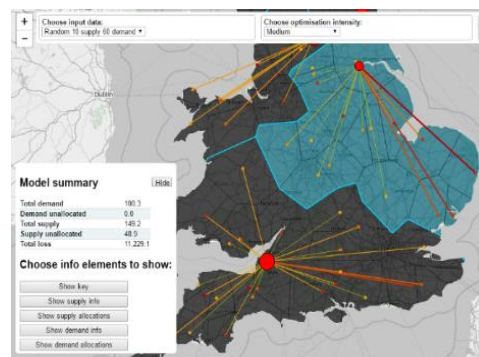 +
Choose input data:
Random 10 supply 60 demand
Choose optimisation intensity:
Medium
−
Dublin
Model summary
Hide
Total demand 100.3
Demand unallocated 0.0
Total supply 149.2
Supply unallocated 48.9
Total loss 11,229.1
Choose info elements to show:
Show key
Show supply info
Show supply allocations
Show demand info
Show demand allocations